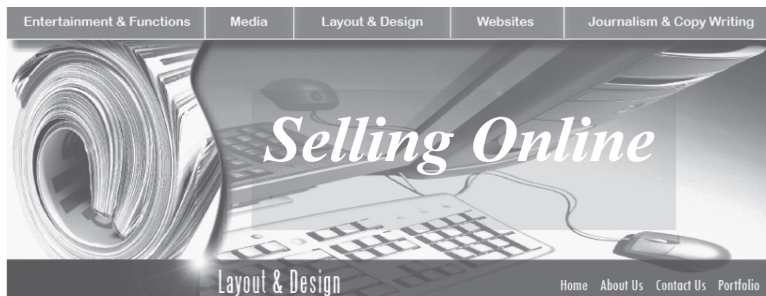 Entertainment & Functions Media Layout & Design Websites Journalism & Copy Writing
Selling Online
Layout & Design
Home About Us Contact Us Portfolio